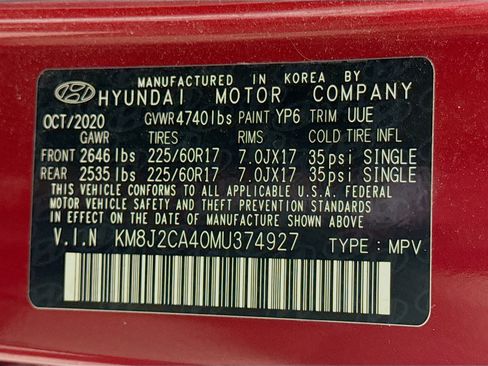 MANUFACTURED IN KOREA BY
HYUNDAI MOTOR COMPANY
OCT/2020 GVWR 4740 lbs PAINT YP6 TRIM UUE
GAWR TIRES RIMS COLD TIRE INFL
FRONT 2646 lbs 225/60R17 7.0JX17 35psi SINGLE
REAR 2535 lbs 225/60R17 7.0JX17 35psi SINGLE
THIS VEHICLE CONFORMS TO ALL APPLICABLE U.S.A. FEDERAL
MOTOR VEHICLE SAFETY AND THEFT PREVENTION STANDARDS
IN EFFECT ON THE DATE OF MANUFACTURE SHOWN ABOVE.
V.I.N KM8J2CA40MU374927 TYPE : MPV